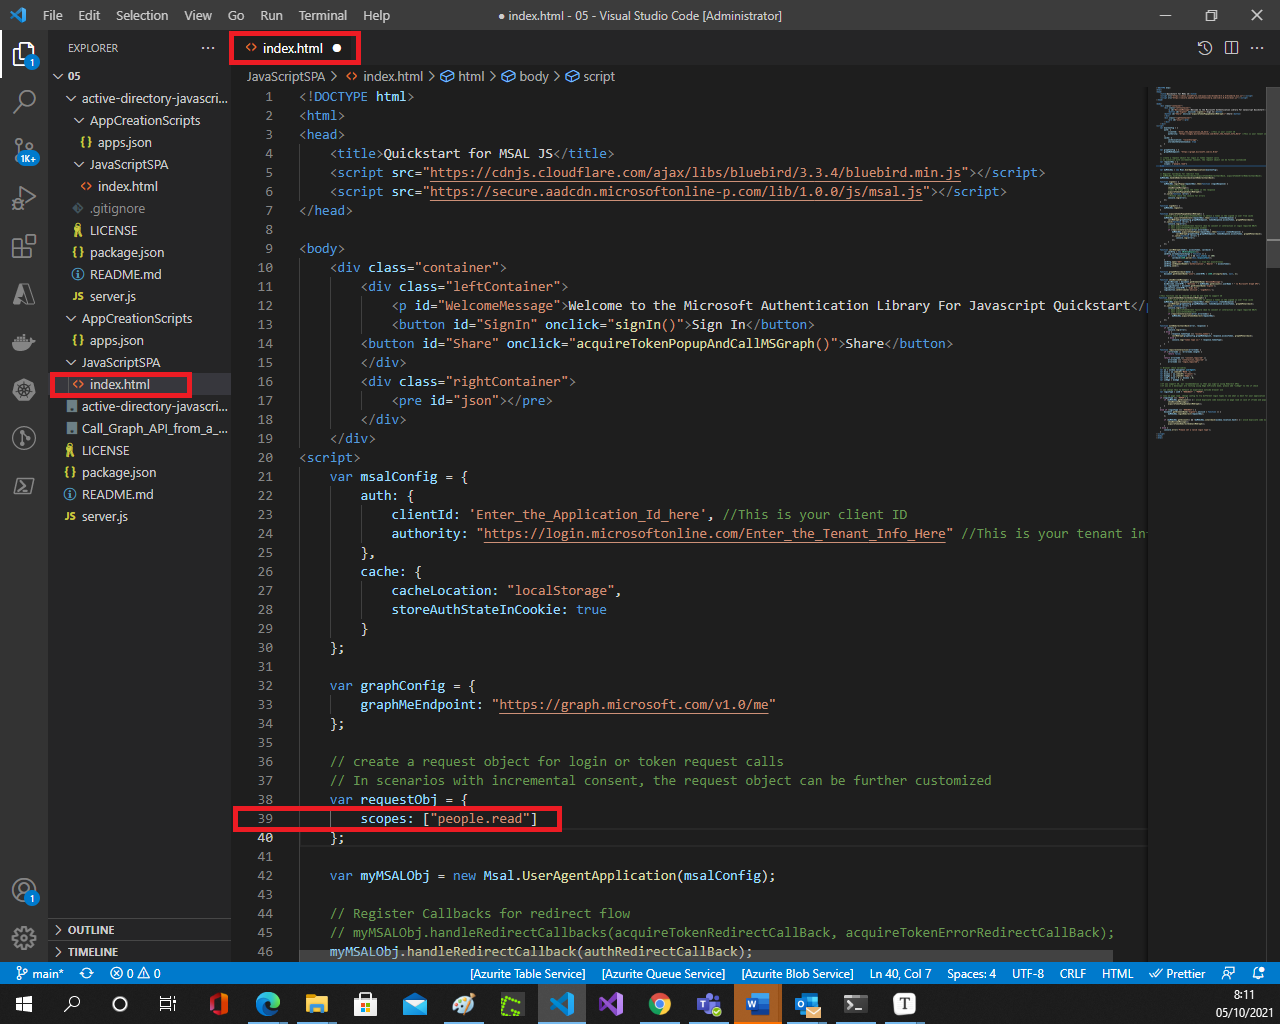 File Edit Selection View Go Run Terminal Help
● index.html - 05 - Visual Studio Code [Administrator]
EXPLORER ···
index.html ●
1
JavaScriptSPA > index.html > html > body > script
05
active-directory-javascri...
AppCreationScripts
apps.json
JavaScriptSPA
index.html
.gitignore
LICENSE
package.json
README.md
server.js
AppCreationScripts
apps.json
JavaScriptSPA
index.html
active-directory-javascri...
Call_Graph_API_from_a_...
LICENSE
package.json
README.md
server.js
OUTLINE
TIMELINE
1K+
1
1 <!DOCTYPE html>
2 <html>
3 <head>
4 <title>Quickstart for MSAL JS</title>
5 <script src="https://cdnjs.cloudflare.com/ajax/libs/bluebird/3.3.4/bluebird.min.js"></script>
6 <script src="https://secure.aadcdn.microsoftonline-p.com/lib/1.0.0/js/msal.js"></script>
7 </head>
8
9 <body>
10 <div class="container">
11 <div class="leftContainer">
12 <p id="WelcomeMessage">Welcome to the Microsoft Authentication Library For Javascript Quickstart</p
13 <button id="SignIn" onclick="signIn()">Sign In</button>
14 <button id="Share" onclick="acquireTokenPopupAndCallMSGraph()">Share</button>
15 </div>
16 <div class="rightContainer">
17 <pre id="json"></pre>
18 </div>
19 </div>
20 <script>
21 var msalConfig = {
22 auth: {
23 clientId: 'Enter_the_Application_Id_here', //This is your client ID
24 authority: "https://login.microsoftonline.com/Enter_the_Tenant_Info_Here" //This is your tenant in
25 },
26 cache: {
27 cacheLocation: "localStorage",
28 storeAuthStateInCookie: true
29 }
30 };
31
32 var graphConfig = {
33 graphMeEndpoint: "https://graph.microsoft.com/v1.0/me"
34 };
35
36 // create a request object for login or token request calls
37 // In scenarios with incremental consent, the request object can be further customized
38 var requestObj = {
39 scopes: ["people.read"]
40 };
41
42 var myMSALObj = new Msal.UserAgentApplication(msalConfig);
43
44 // Register Callbacks for redirect flow
45 // myMSALObj.handleRedirectCallbacks(acquireTokenRedirectCallBack, acquireTokenErrorRedirectCallBack);
46 myMSALObj.handleRedirectCallback(authRedirectCallBack);
main* 0 0 [Azurite Table Service] [Azurite Queue Service] [Azurite Blob Service] Ln 40, Col 7 Spaces: 4 UTF-8 CRLF HTML Prettier
8:11
05/10/2021